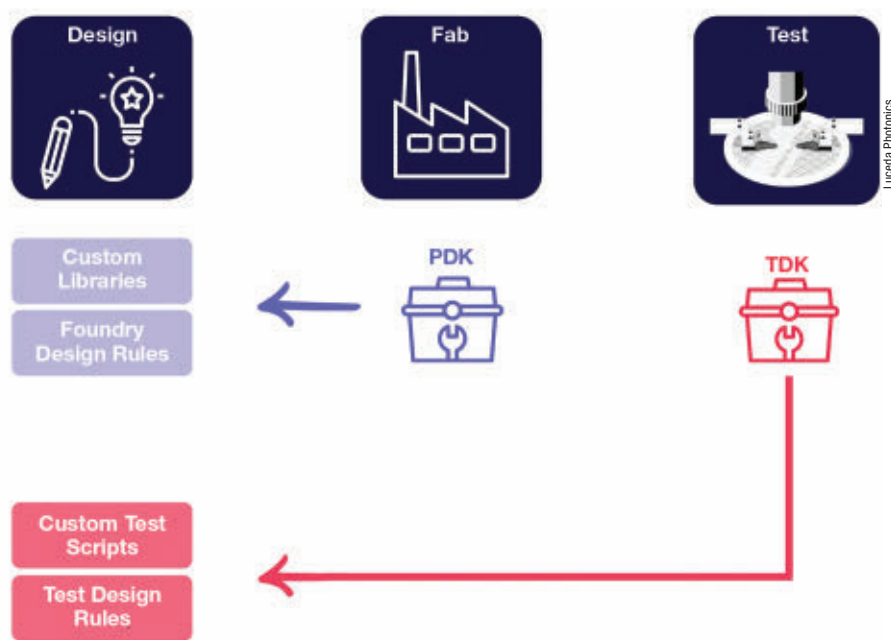 Design
Fab
Test
Luceda Photonics
Custom
Libraries
PDK
TDK
Foundry
Design Rules
Custom Test
Scripts
Test Design
Rules